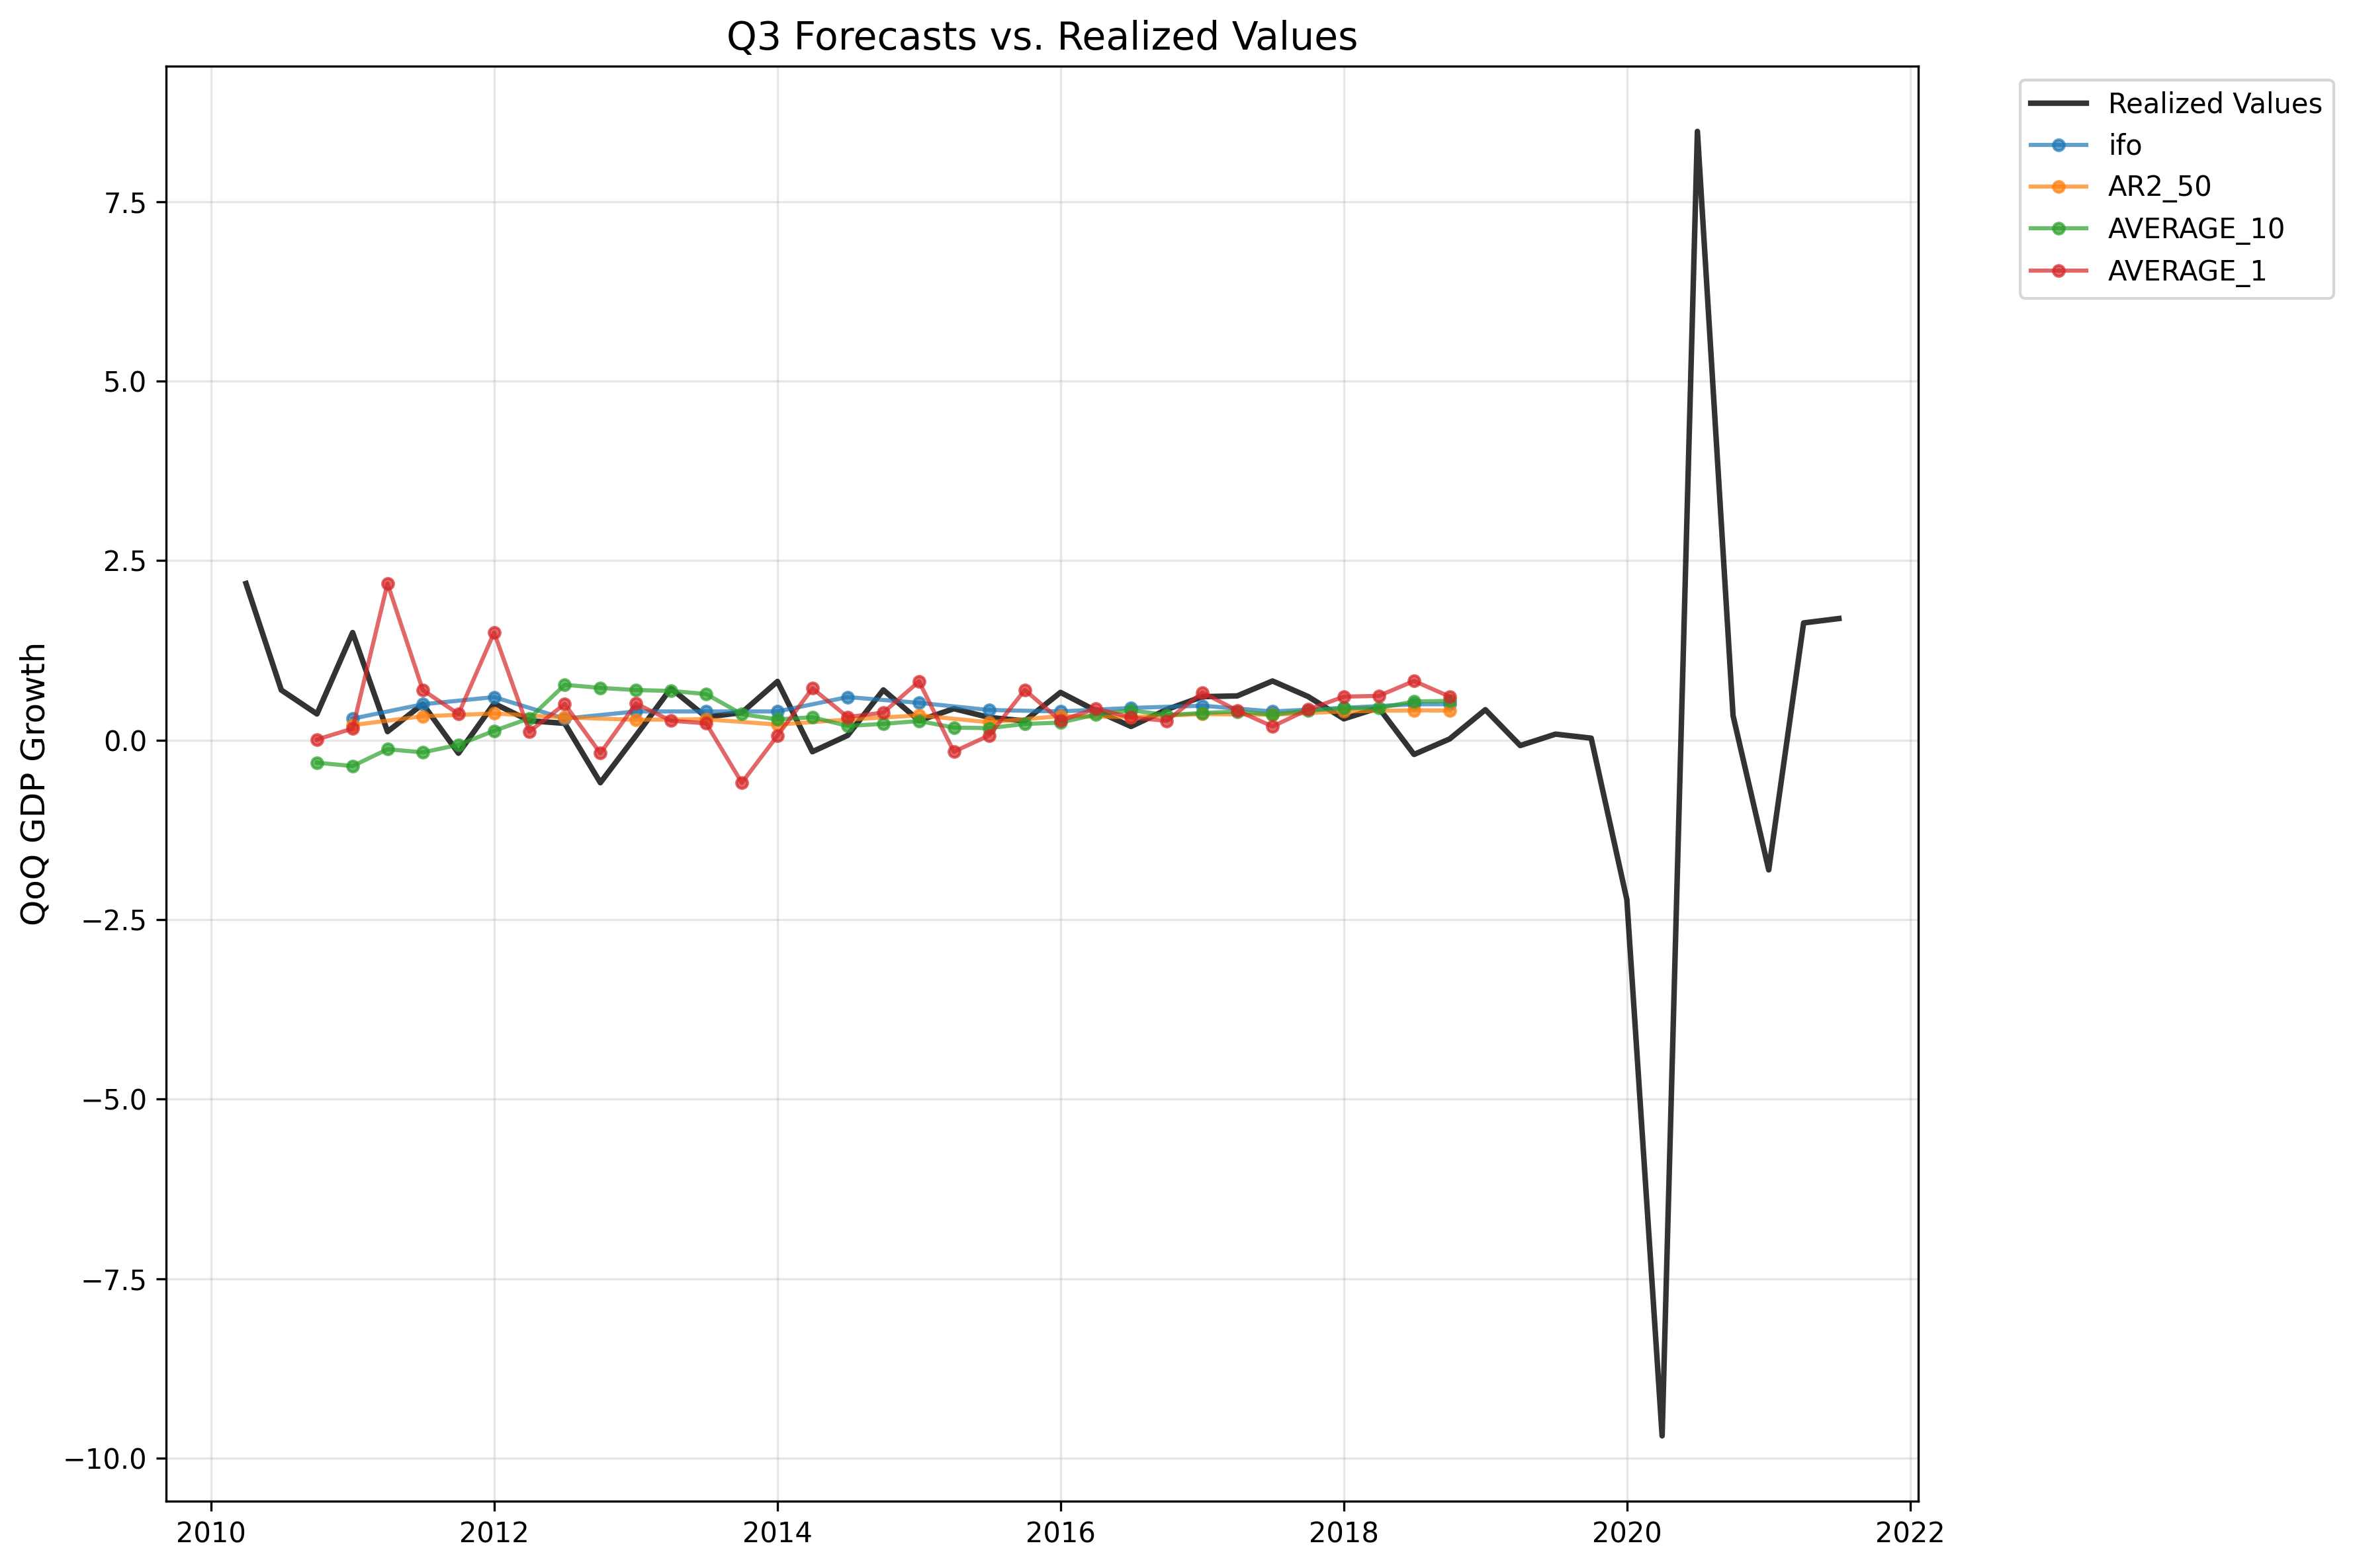 Q3 Forecasts vs. Realized Values
QoQ GDP Growth
7.5
5.0
2.5
0.0
−2.5
−5.0
−7.5
−10.0
2010
2012
2014
2016
2018
2020
2022
Realized Values
ifo
AR2_50
AVERAGE_10
AVERAGE_1